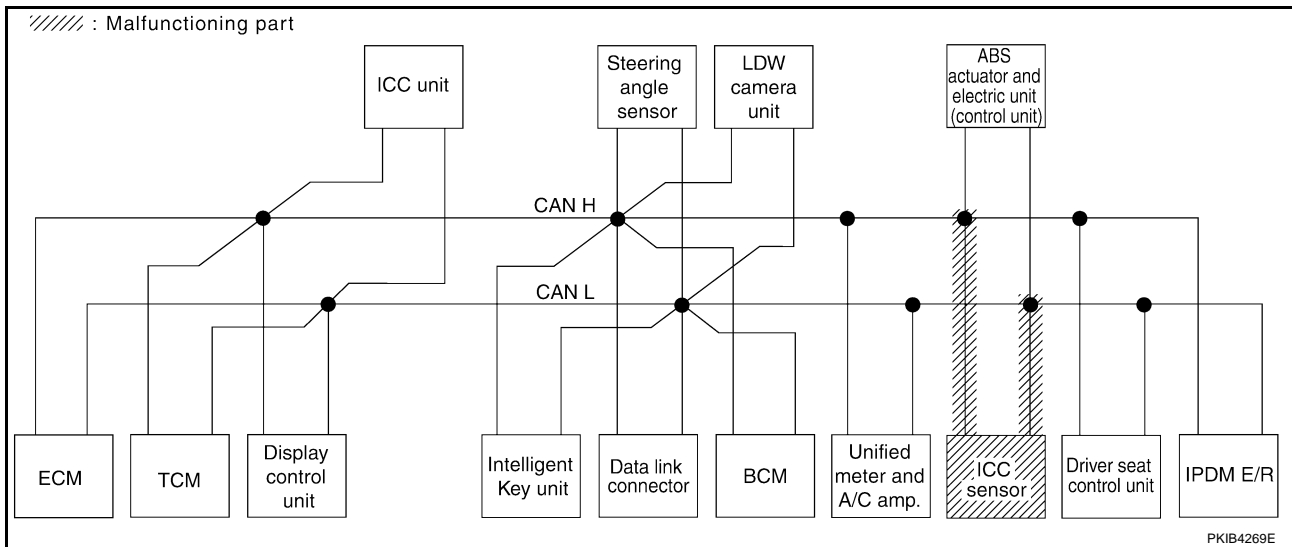 : Malfunctioning part
ICC unit
Steering
angle
sensor
LDW
camera
unit
ABS
actuator and
electric unit
(control unit)
CAN H
CAN L
ECM
TCM
Display
control
unit
Intelligent
Key unit
Data link
connector
BCM
Unified
meter and
A/C amp.
ICC
sensor
Driver seat
control unit
IPDM E/R
PKIB4269E